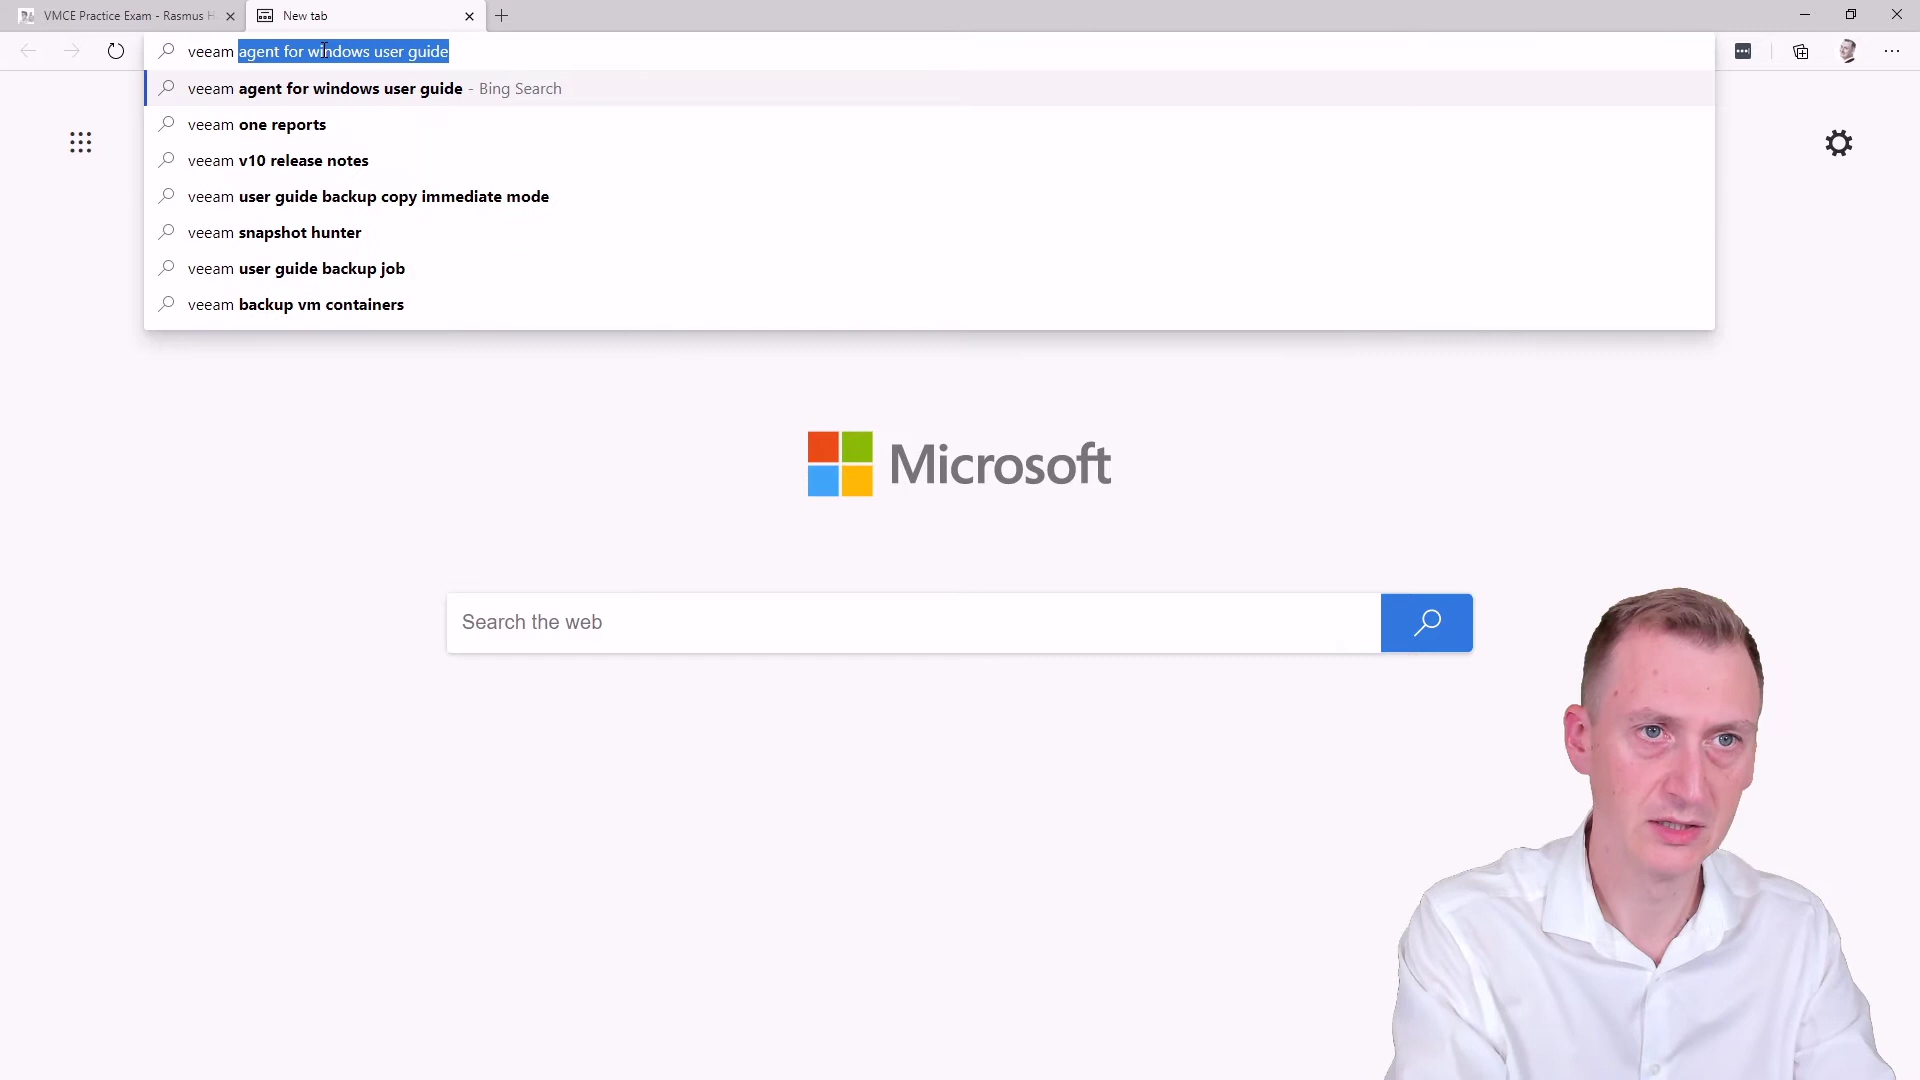 VMCE Practice Exam - Rasmus H
New tab
veeam agent for windows user guide
veeam agent for windows user guide - Bing Search
veeam one reports
veeam v10 release notes
veeam user guide backup copy immediate mode
veeam snapshot hunter
veeam user guide backup job
veeam backup vm containers
Microsoft
Search the web